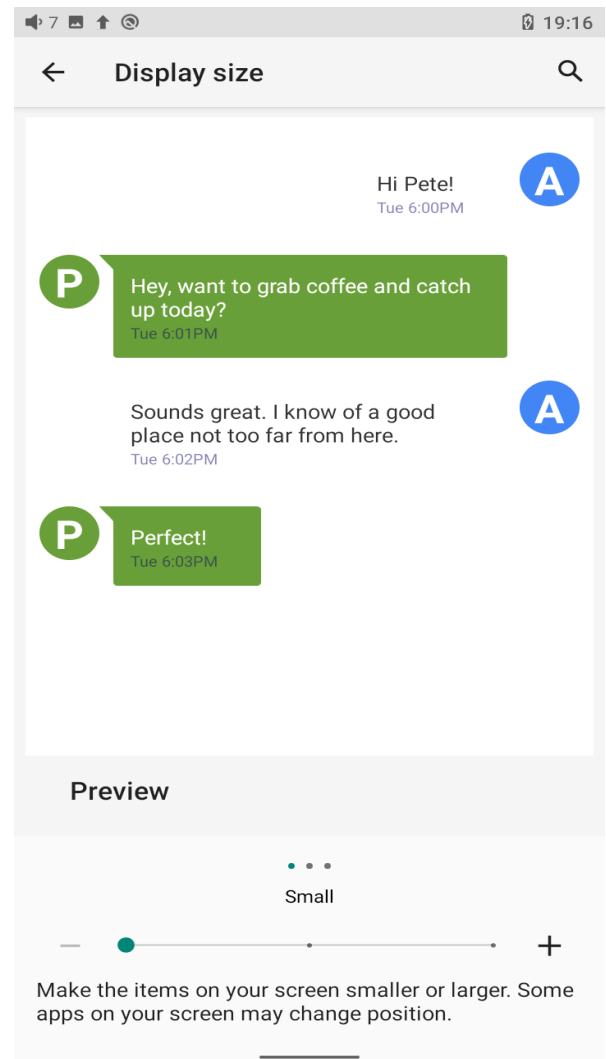 7 19:16
Display size
Hi Pete!
A
Tue 6:00PM
P
Hey, want to grab coffee and catch
up today?
Tue 6:01PM
Sounds great. I know of a good
A
place not too far from here.
Tue 6:02PM
P
Perfect!
Tue 6:03PM
Preview
Small
Make the items on your screen smaller or larger. Some
apps on your screen may change position.